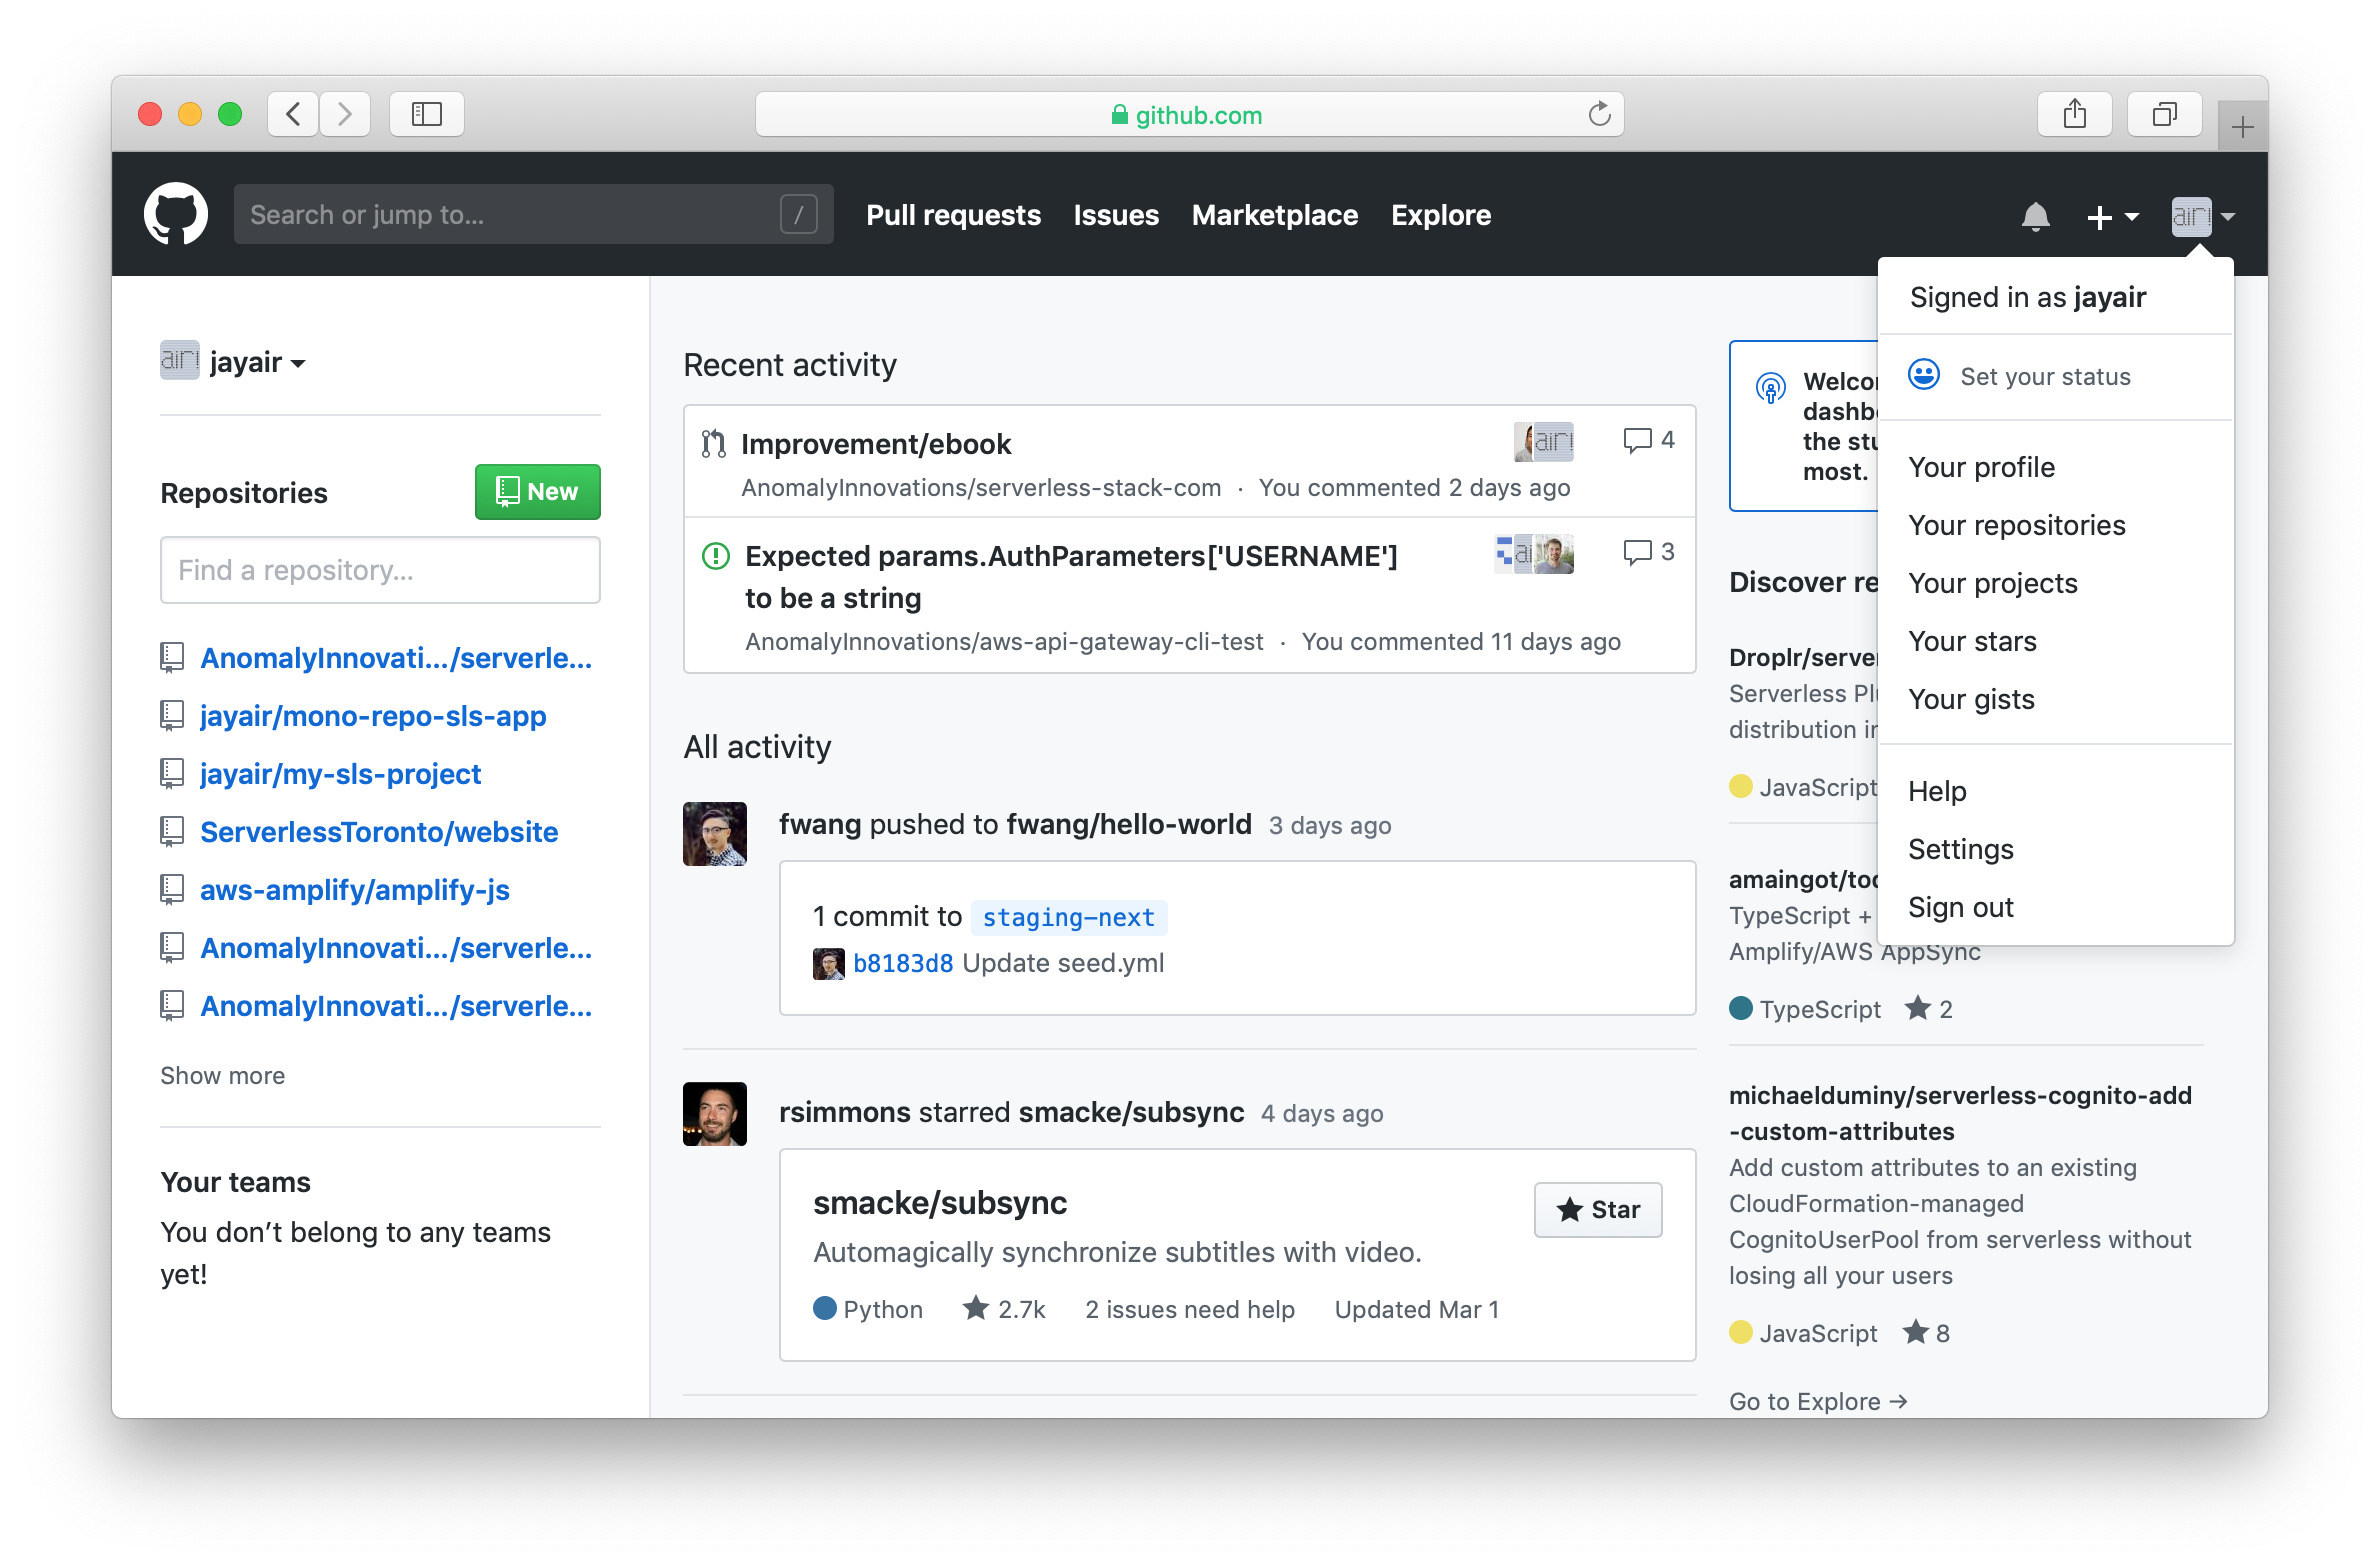 github.com
Search or jump to... /
Pull requests Issues Marketplace Explore
Signed in as jayair
Set your status
Your profile
Your repositories
Your projects
Your stars
Your gists
Help
Settings
Sign out
jayair
Repositories
New
Find a repository...
AnomalyInnovati.../serverle...
jayair/mono-repo-sls-app
jayair/my-sls-project
ServerlessToronto/website
aws-amplify/amplify-js
AnomalyInnovati.../serverle...
AnomalyInnovati.../serverle...
Show more
Your teams
You don’t belong to any teams
yet!
Recent activity
Improvement/ebook
4
AnomalyInnovations/serverless-stack-com · You commented 2 days ago
Expected params.AuthParameters['USERNAME']
to be a string
3
AnomalyInnovations/aws-api-gateway-cli-test · You commented 11 days ago
All activity
fwang pushed to fwang/hello-world 3 days ago
1 commit to staging-next
b8183d8 Update seed.yml
rsimmons starred smacke/subsync 4 days ago
smacke/subsync
Star
Automagically synchronize subtitles with video.
Python 2.7k 2 issues need help Updated Mar 1
the
most.
Discover
Serverless
distribution
JavaScript
TypeScript +
Amplify/AWS AppSync
TypeScript 2
michaelduminy/serverless-cognito-add
-custom-attributes
Add custom attributes to an existing
CloudFormation-managed
CognitoUserPool from serverless without
losing all your users
JavaScript 8
Go to Explore →